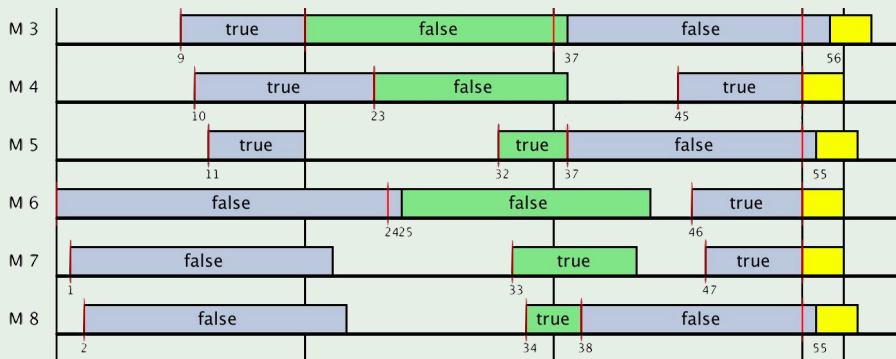 M 3 true false false
9 37 56
M 4 true false true
10 23 45
M 5 true true false
11 32 37 55
M 6 false false true
24 25 46
M 7 false true true
1 33 47
M 8 false true false
2 34 38 55